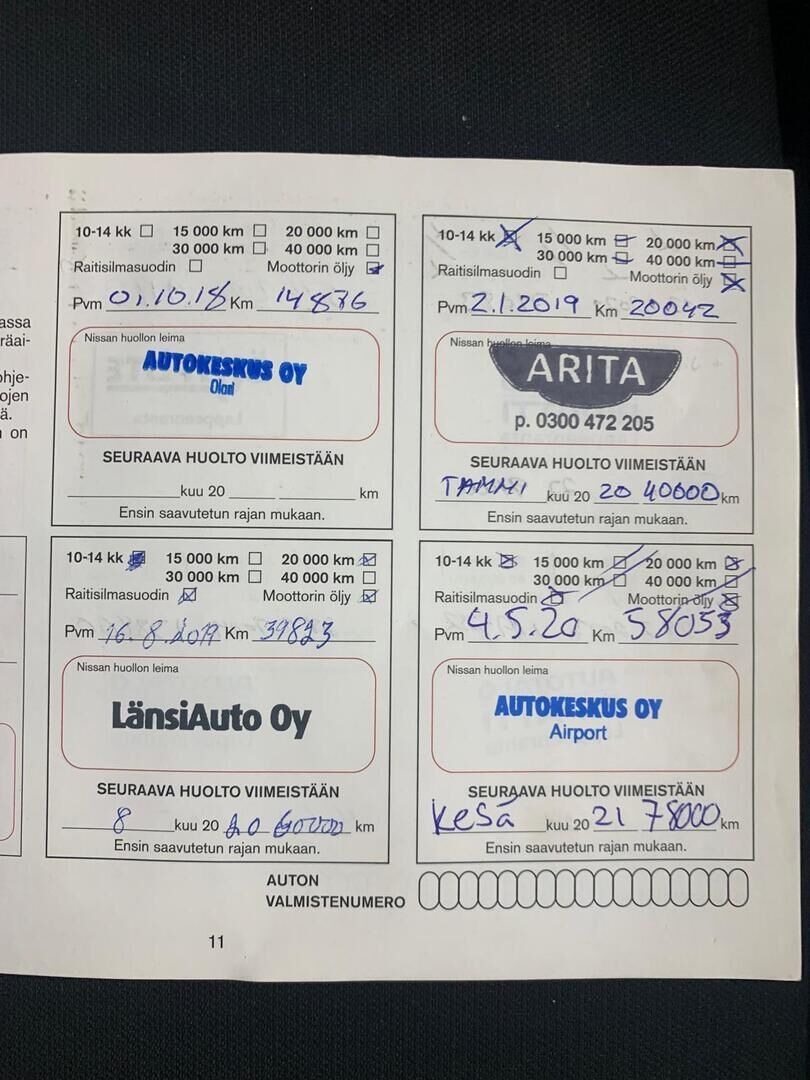 assa
räai-
ohje-
ojen
ä.
on
10-14 kk 15 000 km 20 000 km
30 000 km 40 000 km
Raitisilmasuodin Moottorin öljy
Pvm 01.10.18 Km 14876
Nissan huollon leima
AUTOKESKUS OY
Olari
SEURAAVA HUOLTO VIIMEISTÄÄN
kuu 20 km
Ensin saavutetun rajan mukaan.
10-14 kk 15 000 km 20 000 km
30 000 km 40 000 km
Raitisilmasuodin Moottorin öljy
Pvm 2.1.2019 Km 20042
Nissan huollon leima
ARITA
p. 0300 472 205
SEURAAVA HUOLTO VIIMEISTÄÄN
TAMMI kuu 20 20 40000 km
Ensin saavutetun rajan mukaan.
10-14 kk 15 000 km 20 000 km
30 000 km 40 000 km
Raitisilmasuodin Moottorin öljy
Pvm 16.8.2019 Km 39823
Nissan huollon leima
LänsiAuto Oy
SEURAAVA HUOLTO VIIMEISTÄÄN
8 kuu 20 20 60000 km
Ensin saavutetun rajan mukaan.
10-14 kk 15 000 km 20 000 km
30 000 km 40 000 km
Raitisilmasuodin Moottorin öljy
Pvm 4.5.20 Km 58053
Nissan huollon leima
AUTOKESKUS OY
Airport
SEURAAVA HUOLTO VIIMEISTÄÄN
Kesä kuu 20 21 78000 km
Ensin saavutetun rajan mukaan.
AUTON
VALMISTENUMERO
11